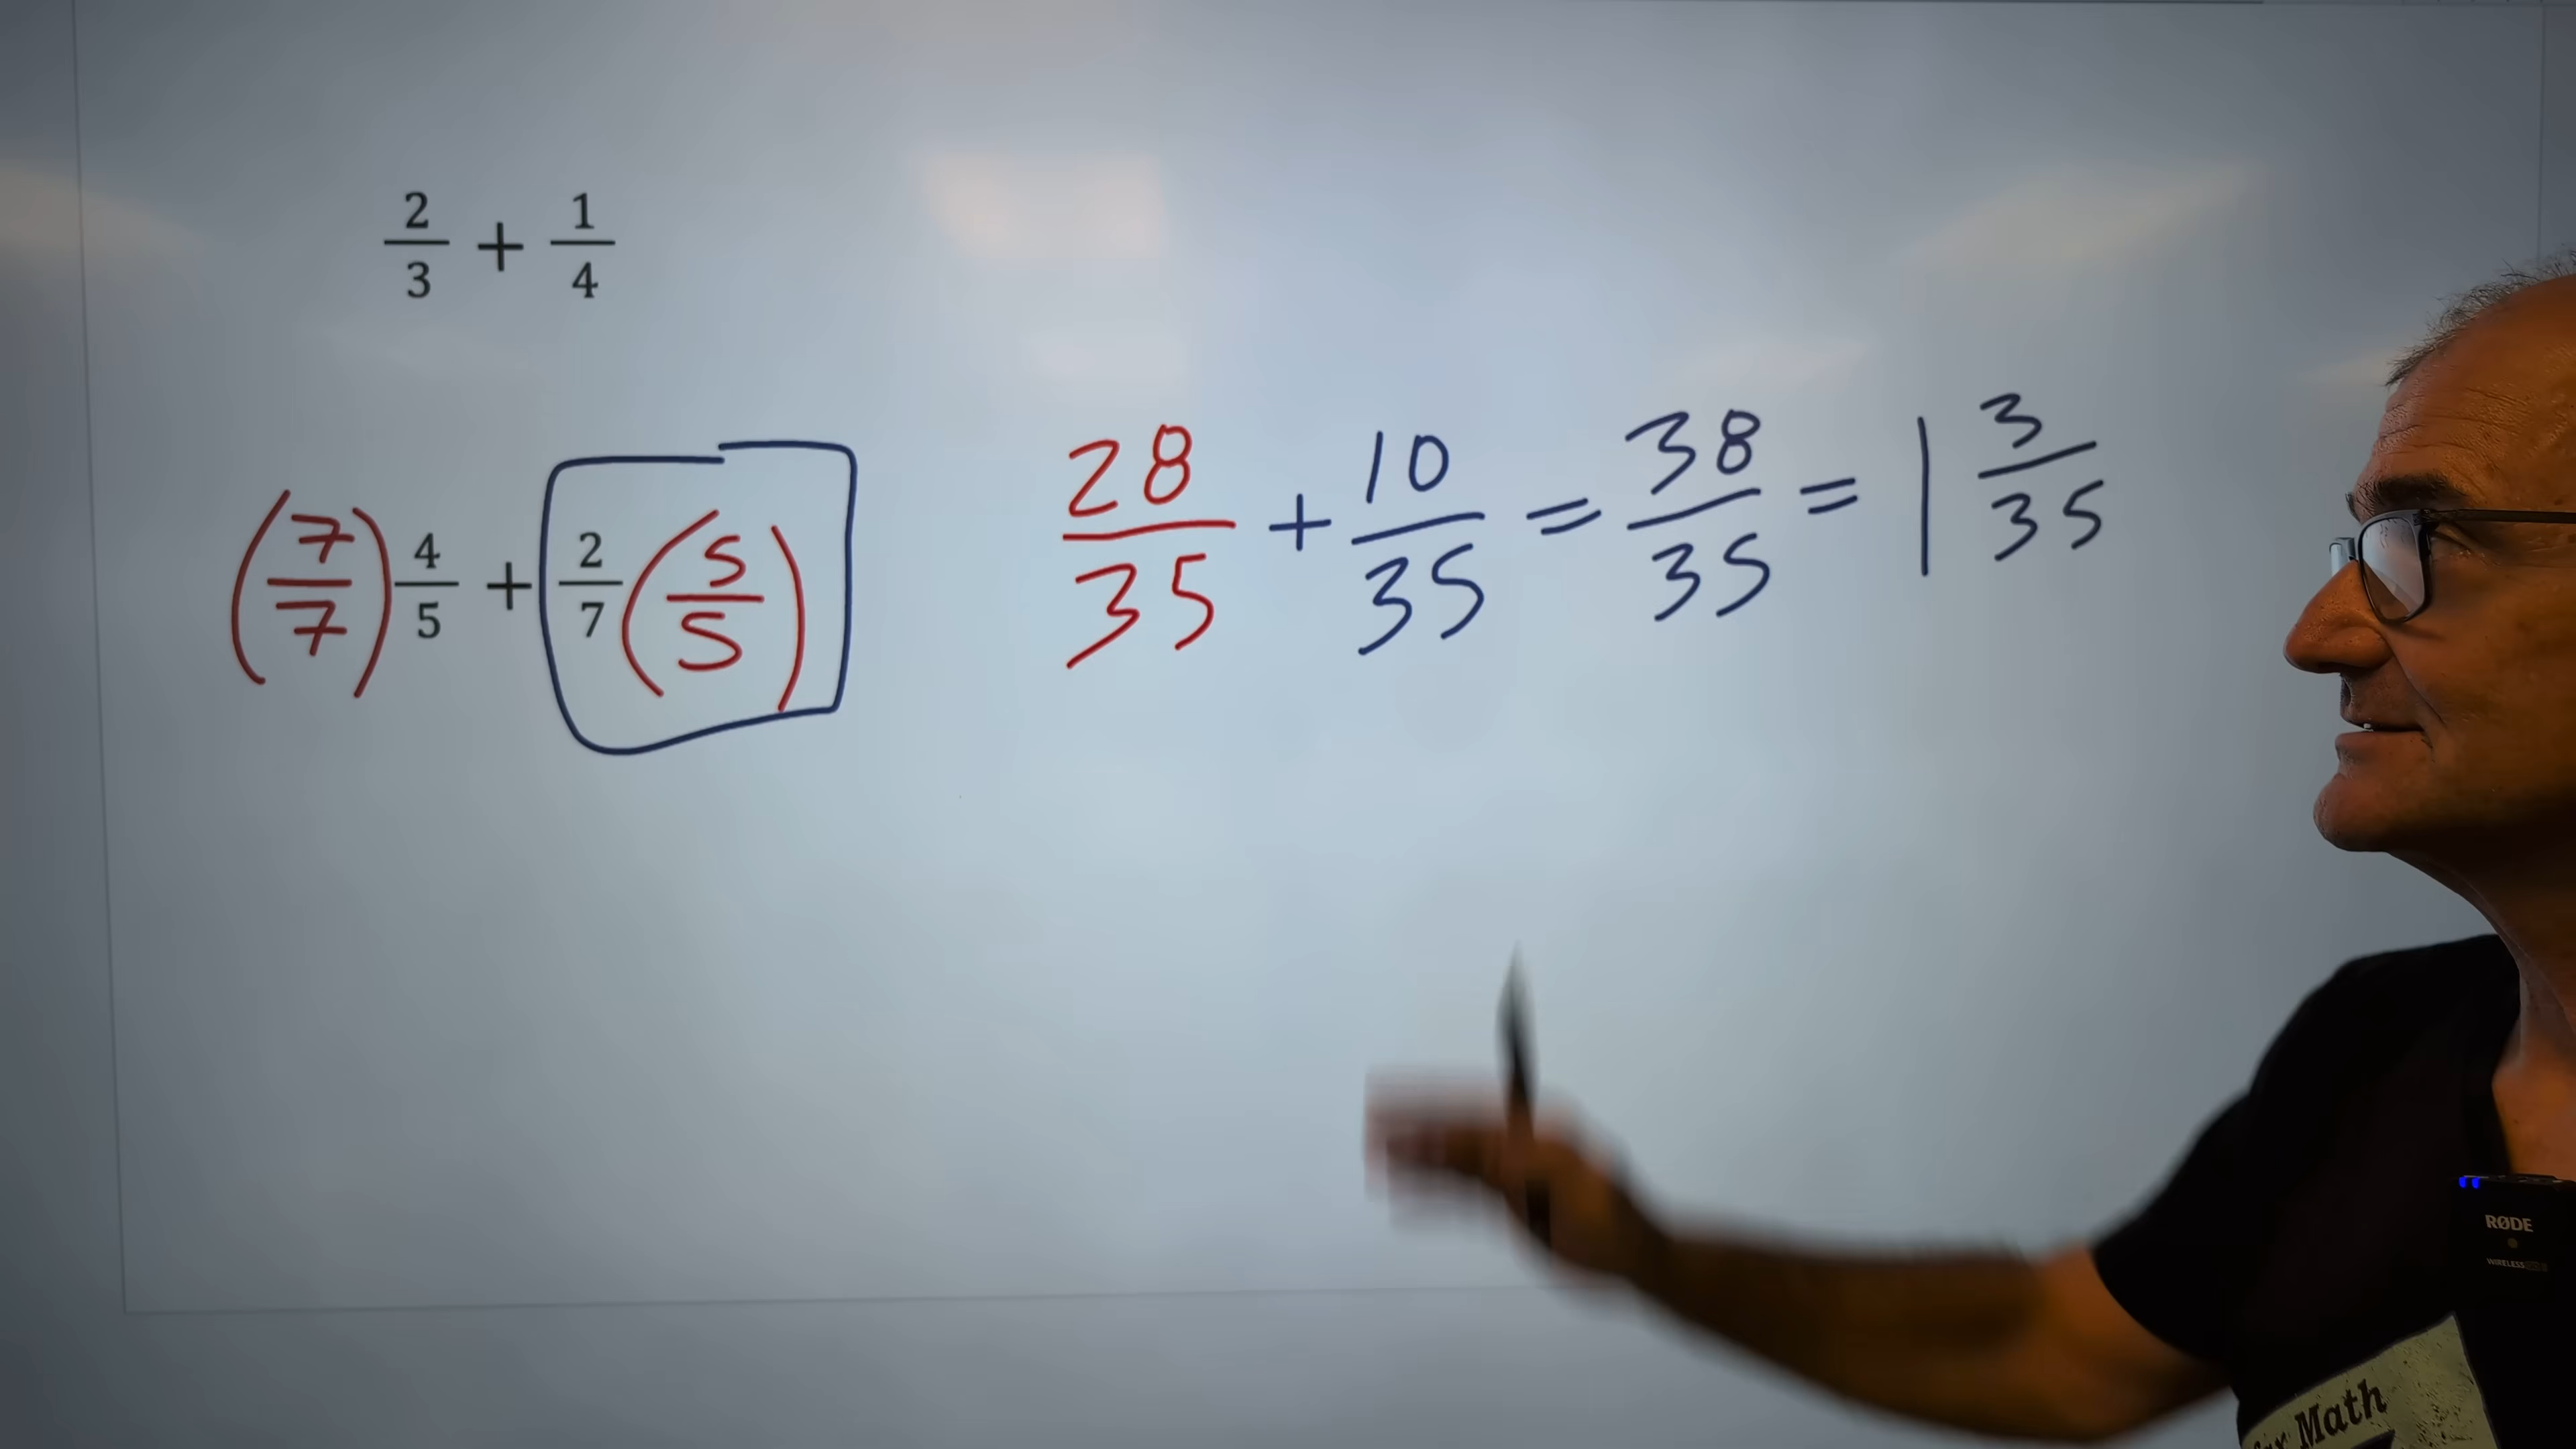 2/3 + 1/4
(7/7) 4/5 + 2/7 (5/5)
28/35 + 10/35 = 38/35 = 1 3/35
RØDE
WIRELESS
Math